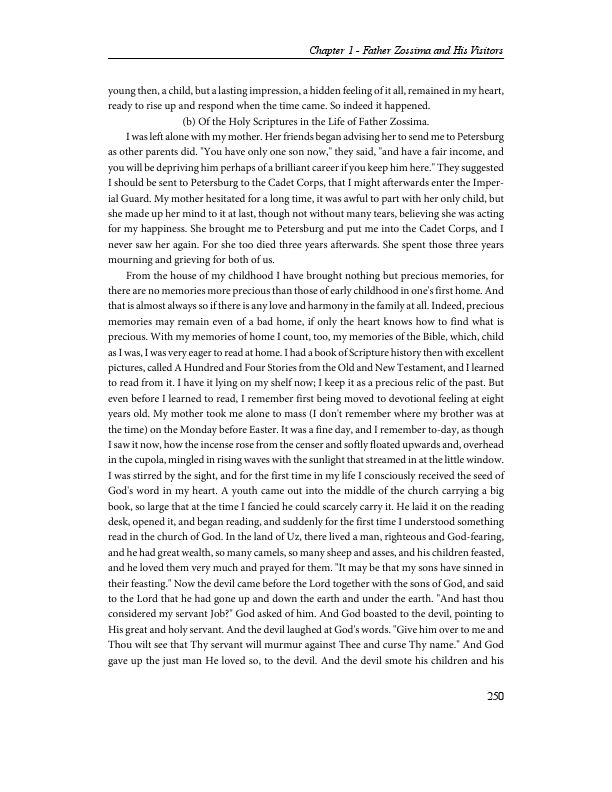 Chapter 1 - Father Zossima and His Visitors
young then, a child, but a lasting impression, a hidden feeling of it all, remained in my heart,
ready to rise up and respond when the time came. So indeed it happened.
(b) Of the Holy Scriptures in the Life of Father Zossima.
I was left alone with my mother. Her friends began advising her to send me to Petersburg
as other parents did. "You have only one son now," they said, "and have a fair income, and
you will be depriving him perhaps of a brilliant career if you keep him here." They suggested
I should be sent to Petersburg to the Cadet Corps, that I might afterwards enter the Imper-
ial Guard. My mother hesitated for a long time, it was awful to part with her only child, but
she made up her mind to it at last, though not without many tears, believing she was acting
for my happiness. She brought me to Petersburg and put me into the Cadet Corps, and I
never saw her again. For she too died three years afterwards. She spent those three years
mourning and grieving for both of us.
From the house of my childhood I have brought nothing but precious memories, for
there are no memories more precious than those of early childhood in one's first home. And
that is almost always so if there is any love and harmony in the family at all. Indeed, precious
memories may remain even of a bad home, if only the heart knows how to find what is
precious. With my memories of home I count, too, my memories of the Bible, which, child
as I was, I was very eager to read at home. I had a book of Scripture history then with excellent
pictures, called A Hundred and Four Stories from the Old and New Testament, and I learned
to read from it. I have it lying on my shelf now; I keep it as a precious relic of the past. But
even before I learned to read, I remember first being moved to devotional feeling at eight
years old. My mother took me alone to mass (I don't remember where my brother was at
the time) on the Monday before Easter. It was a fine day, and I remember to-day, as though
I saw it now, how the incense rose from the censer and softly floated upwards and, overhead
in the cupola, mingled in rising waves with the sunlight that streamed in at the little window.
I was stirred by the sight, and for the first time in my life I consciously received the seed of
God's word in my heart. A youth came out into the middle of the church carrying a big
book, so large that at the time I fancied he could scarcely carry it. He laid it on the reading
desk, opened it, and began reading, and suddenly for the first time I understood something
read in the church of God. In the land of Uz, there lived a man, righteous and God-fearing,
and he had great wealth, so many camels, so many sheep and asses, and his children feasted,
and he loved them very much and prayed for them. "It may be that my sons have sinned in
their feasting." Now the devil came before the Lord together with the sons of God, and said
to the Lord that he had gone up and down the earth and under the earth. "And hast thou
considered my servant Job?" God asked of him. And God boasted to the devil, pointing to
His great and holy servant. And the devil laughed at God's words. "Give him over to me and
Thou wilt see that Thy servant will murmur against Thee and curse Thy name." And God
gave up the just man He loved so, to the devil. And the devil smote his children and his
250